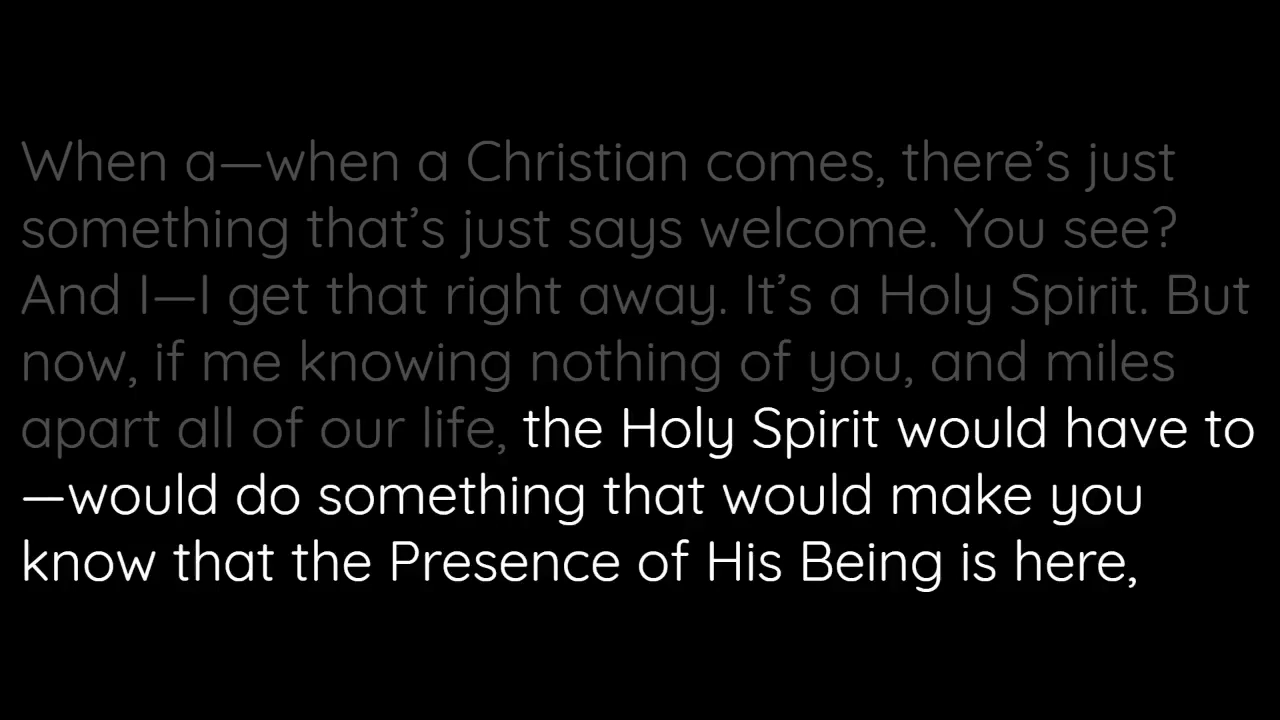 When a—when a Christian comes, there’s just
something that’s just says welcome. You see?
And I—I get that right away. It’s a Holy Spirit. But
now, if me knowing nothing of you, and miles
apart all of our life, the Holy Spirit would have to
—would do something that would make you
know that the Presence of His Being is here,